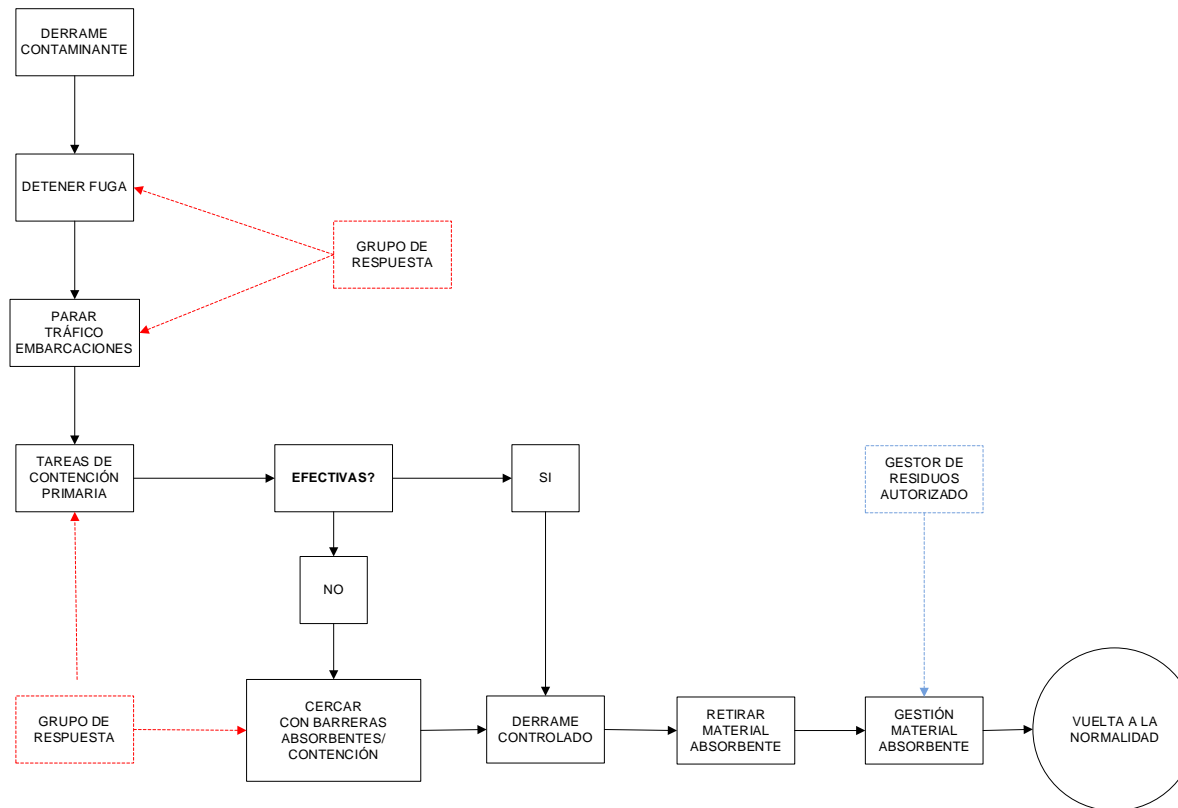 DERRAME
CONTAMINANTE
DETENER FUGA
GRUPO DE
RESPUESTA
PARAR
TRÁFICO
EMBARCACIONES
TAREAS DE
CONTENCIÓN
PRIMARIA
EFECTIVAS?
SI
GESTOR DE
RESIDUOS
AUTORIZADO
NO
GRUPO DE
RESPUESTA
CERCAR
CON BARRERAS
ABSORBENTES/
CONTENCIÓN
DERRAME
CONTROLADO
RETIRAR
MATERIAL
ABSORBENTE
GESTIÓN
MATERIAL
ABSORBENTE
VUELTA A LA
NORMALIDAD